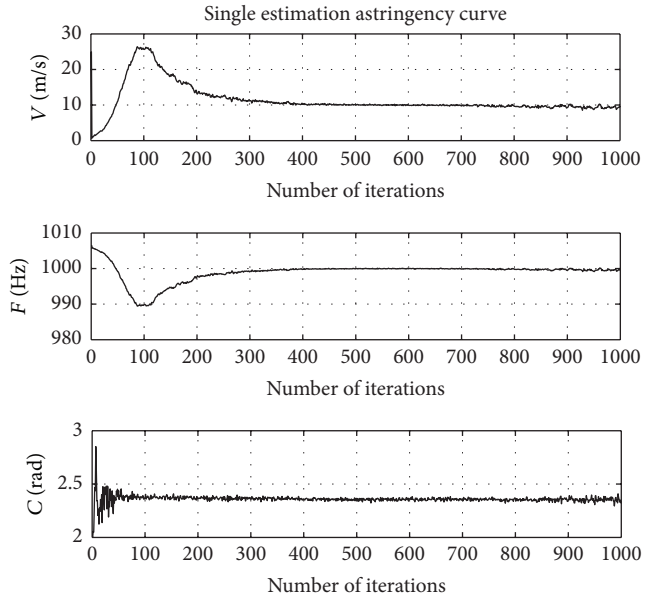 Single estimation astringency curve
30
20
10
0
V (m/s)
0 100 200 300 400 500 600 700 800 900 1000
Number of iterations
1010
1000
990
980
F (Hz)
0 100 200 300 400 500 600 700 800 900 1000
Number of iterations
3
2.5
2
C (rad)
0 100 200 300 400 500 600 700 800 900 1000
Number of iterations